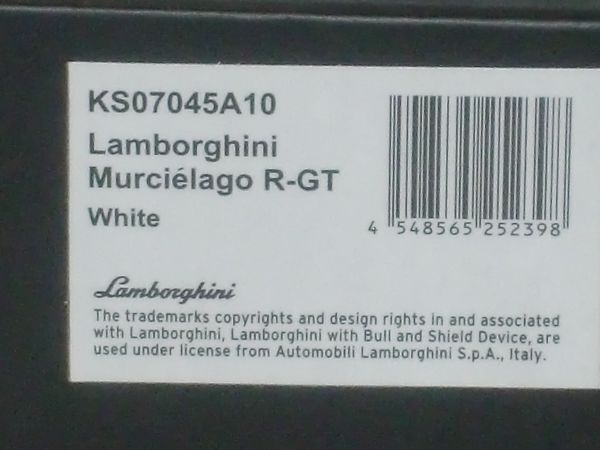 KS07045A10
Lamborghini
Murciélago R-GT
White
4 548565 252398
Lamborghini
The trademarks copyrights and design rights in and associated
with Lamborghini, Lamborghini with Bull and Shield Device, are
used under license from Automobili Lamborghini S.p.A., Italy.